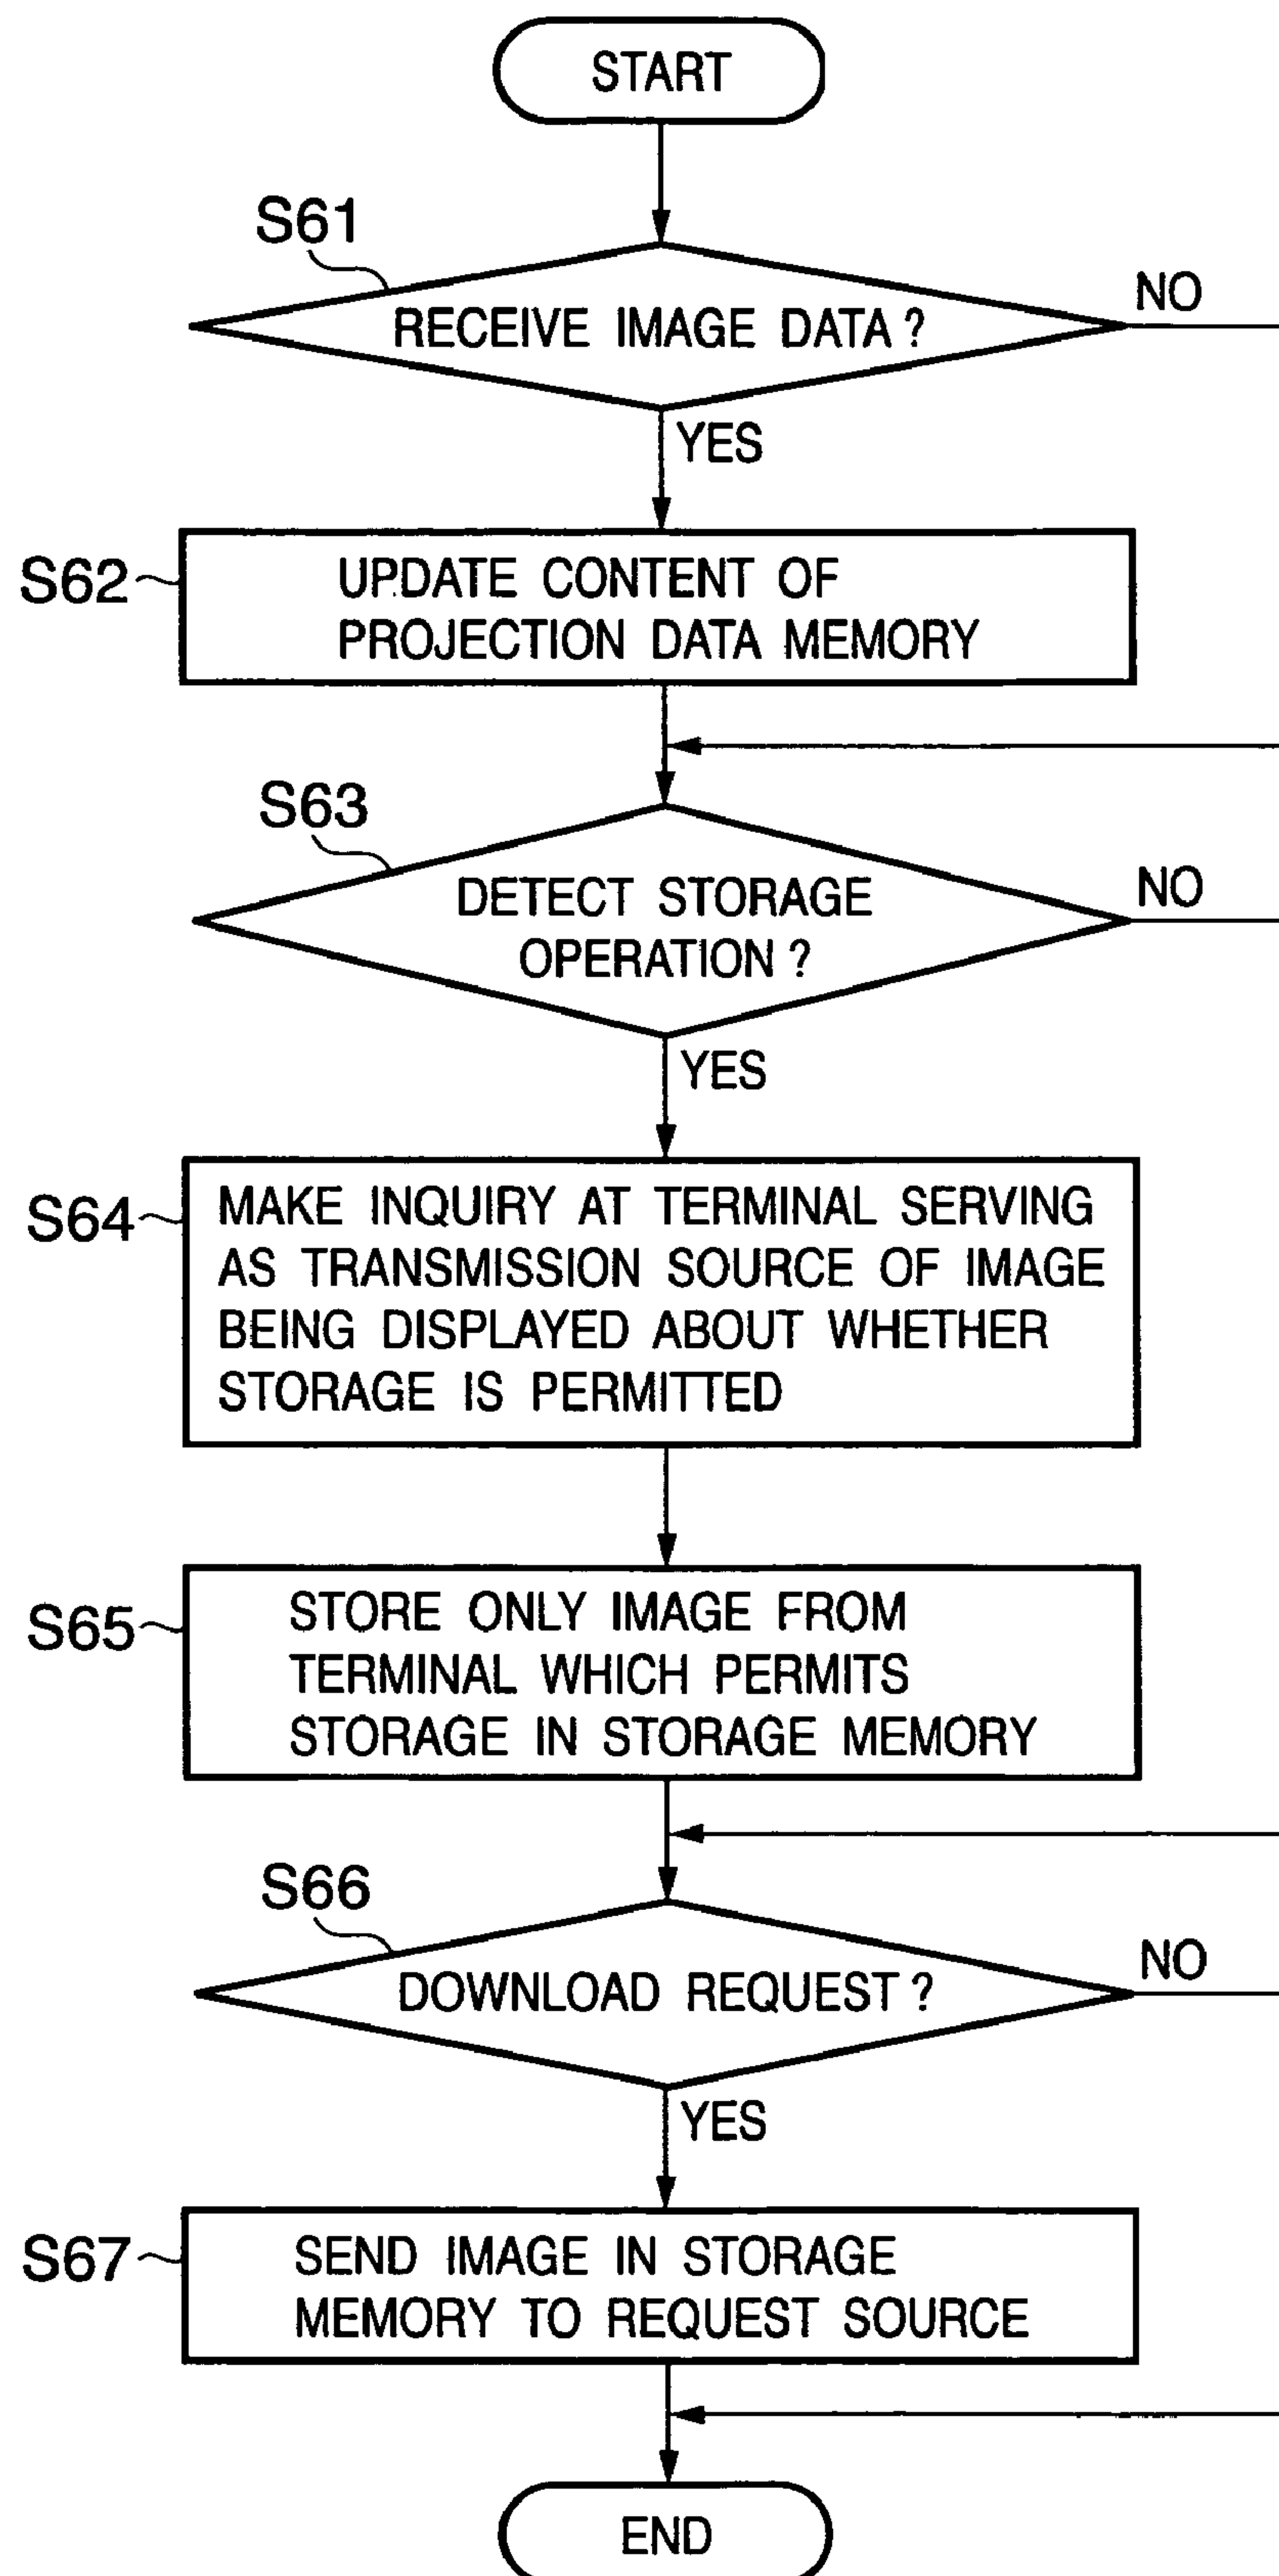 START
S61
RECEIVE IMAGE DATA?
NO
YES
S62
UPDATE CONTENT OF
PROJECTION DATA MEMORY
S63
DETECT STORAGE
OPERATION?
NO
YES
S64
MAKE INQUIRY AT TERMINAL SERVING
AS TRANSMISSION SOURCE OF IMAGE
BEING DISPLAYED ABOUT WHETHER
STORAGE IS PERMITTED
S65
STORE ONLY IMAGE FROM
TERMINAL WHICH PERMITS
STORAGE IN STORAGE MEMORY
S66
DOWNLOAD REQUEST?
NO
YES
S67
SEND IMAGE IN STORAGE
MEMORY TO REQUEST SOURCE
END